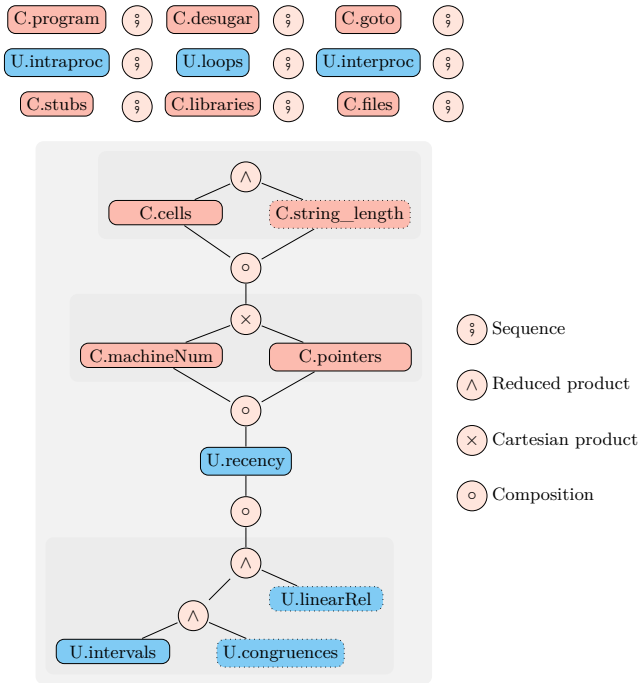 C.program ⨟ C.desugar ⨟ C.goto ⨟
U.intraproc ⨟ U.loops ⨟ U.interproc ⨟
C.stubs ⨟ C.libraries ⨟ C.files ⨟
∧
C.cells C.string_length
∘
×
C.machineNum C.pointers
∘
U.recency
∘
∧
U.linearRel
∧
U.intervals U.congruences
⨟ Sequence
∧ Reduced product
× Cartesian product
∘ Composition